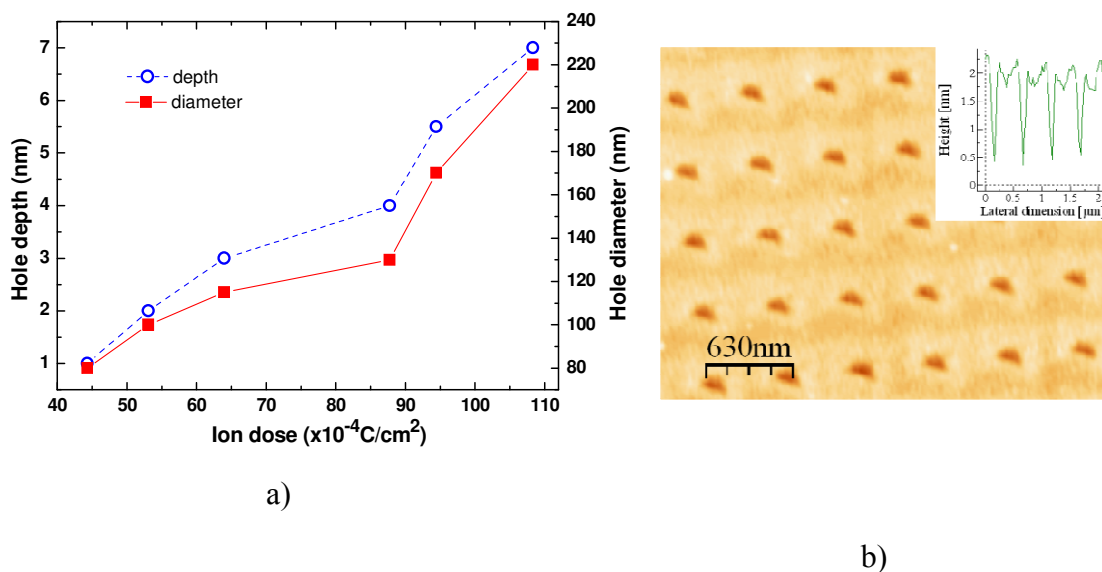 240
7
220
depth
6
diameter
200
5
180
Hole depth (nm)
4
160
140
3
120
2
100
1
80
Hole diameter (nm)
40 50 60 70 80 90 100 110
Ion dose (x10⁻⁴C/cm²)
a)
630nm
Height [nm]
2
1.5
0.5
0
0 0.5 1 1.5
Lateral dimension [µm]
b)